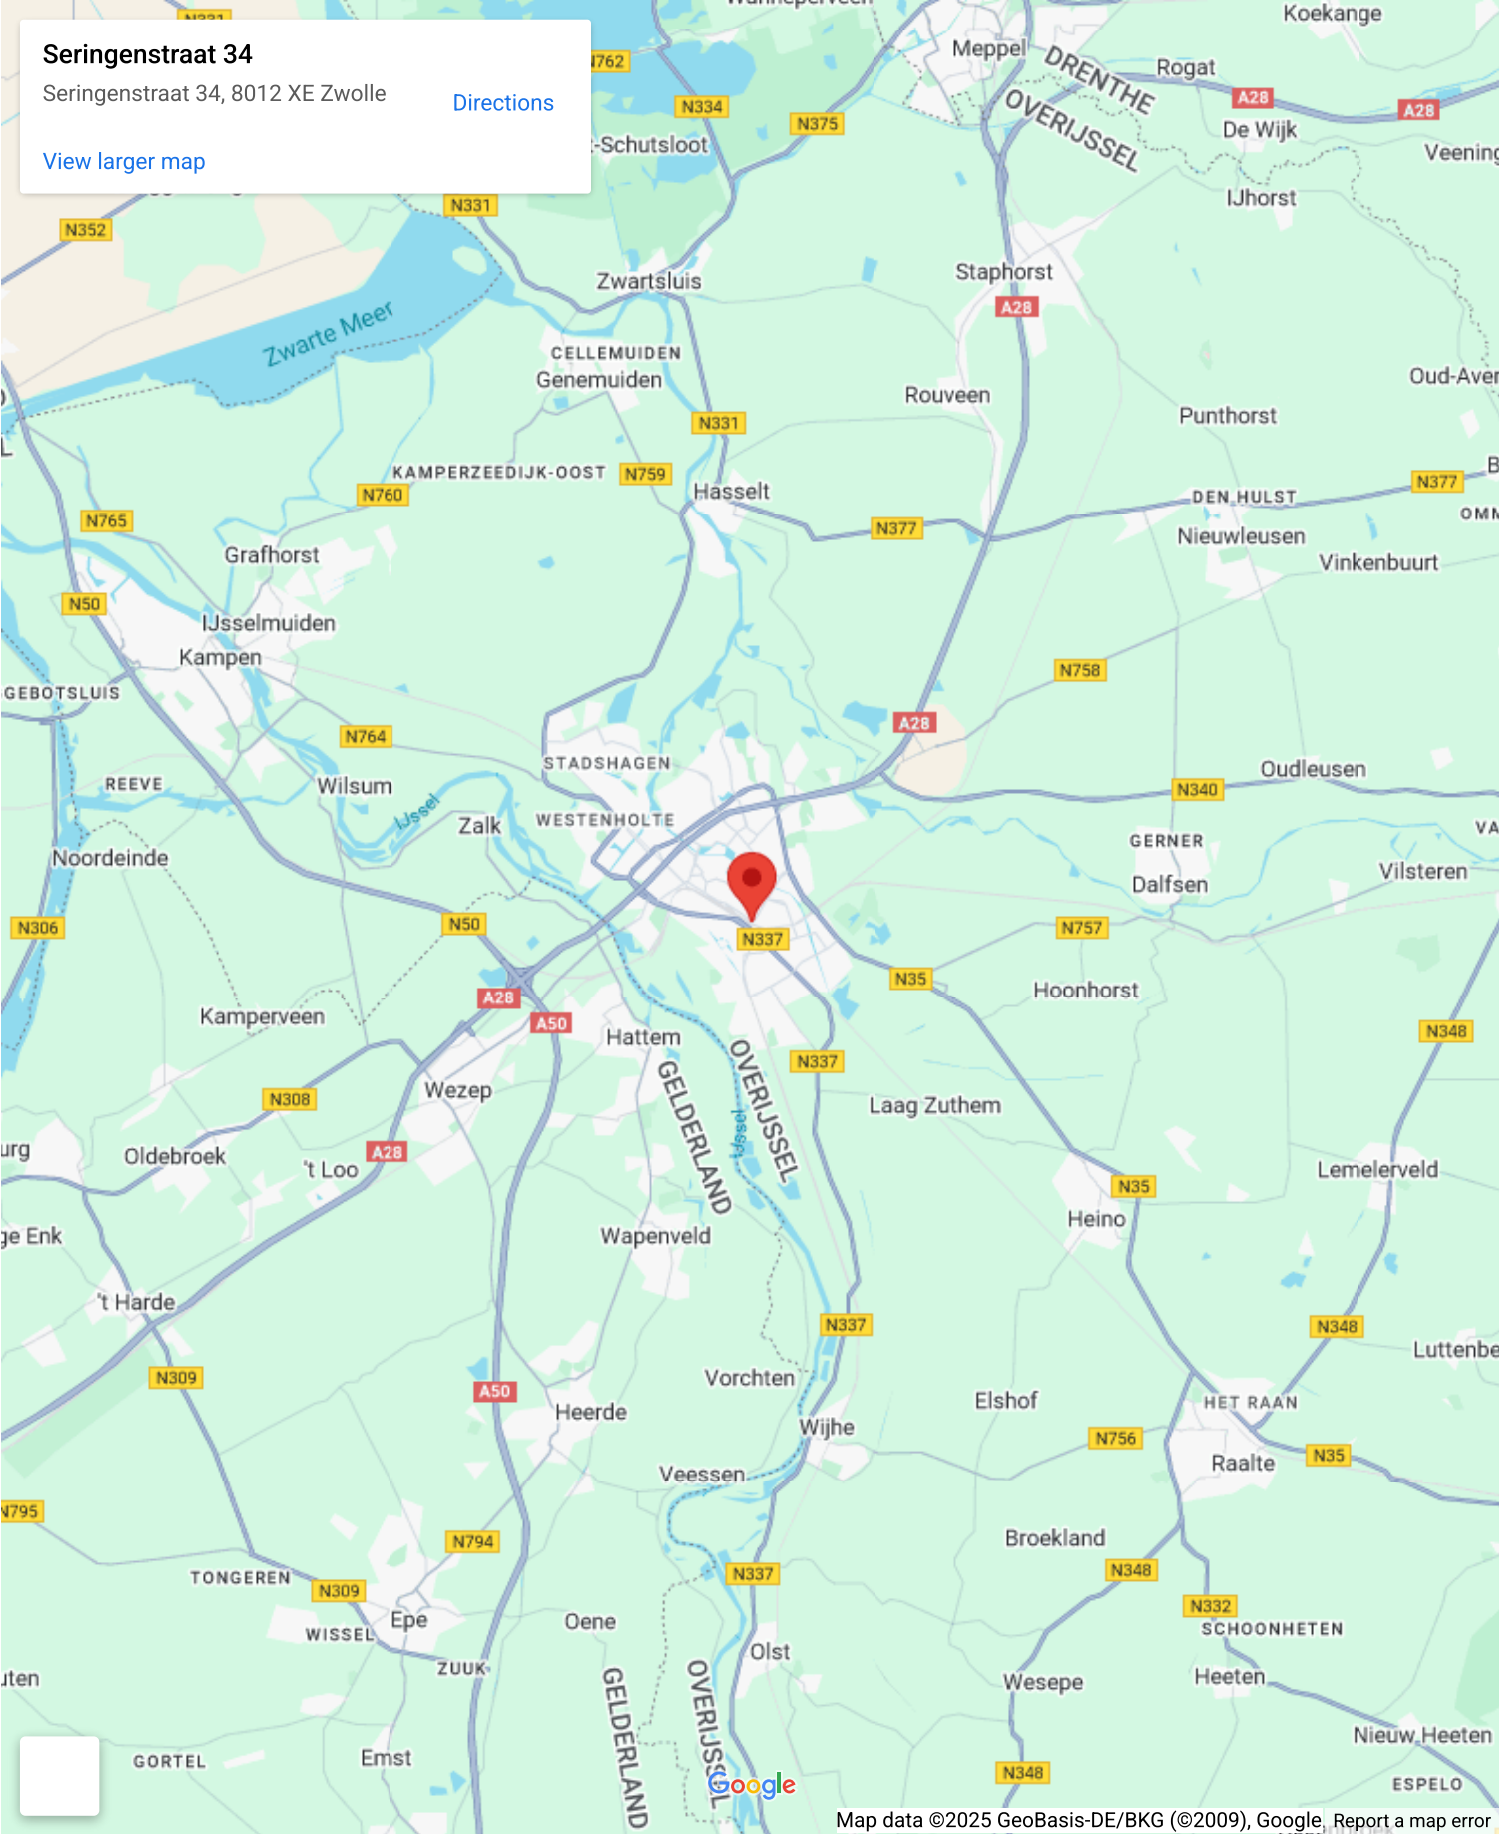 Seringenstraat 34
Seringenstraat 34, 8012 XE Zwolle
Directions
View larger map
Koekange
Meppel
DRENTHE
Rogat
N762
N334
N375
A28
A28
OVERIJSSEL
De Wijk
-Schutsloot
IJhorst
N331
N352
Zwartsluis
Staphorst
A28
Zwarte Meer
CELLEMUIDEN
Genemuiden
Rouveen
Punthorst
N331
KAMPERZEEDIJK-OOST
N759
N760
Hasselt
N377
DEN HULST
N377
N765
Nieuwleusen
Grafhorst
Vinkenbuurt
N50
IJsselmuiden
Kampen
N758
GEBOTSLUIS
A28
N764
STADSHAGEN
Oudleusen
REEVE
Wilsum
N340
IJssel
WESTENHOLTE
Zalk
GERNER
Noordeinde
Vilsteren
Dalfsen
N306
N50
N337
N757
N35
Hoonhorst
A28
Kamperveen
A50
Hattem
N348
N337
Wezep
N308
Laag Zuthem
OVERIJSSEL
GELDERLAND
IJssel
Oldebroek
't Loo
A28
Lemelerveld
N35
Heino
Wapenveld
ge Enk
't Harde
N337
N348
N309
Vorchten
A50
Elshof
HET RAAN
Heerde
Wijhe
N756
N35
Raalte
Veessen
N795
N794
Broekland
N337
N348
TONGEREN
N309
N332
Epe
Oene
WISSEL
SCHOONHETEN
Olst
ZUUK
Heeten
Wesepe
GELDERLAND
OVERIJSSEL
Nieuw Heeten
Emst
GORTEL
N348
ESPELO
Google
Map data ©2025 GeoBasis-DE/BKG (©2009), Google
Report a map error